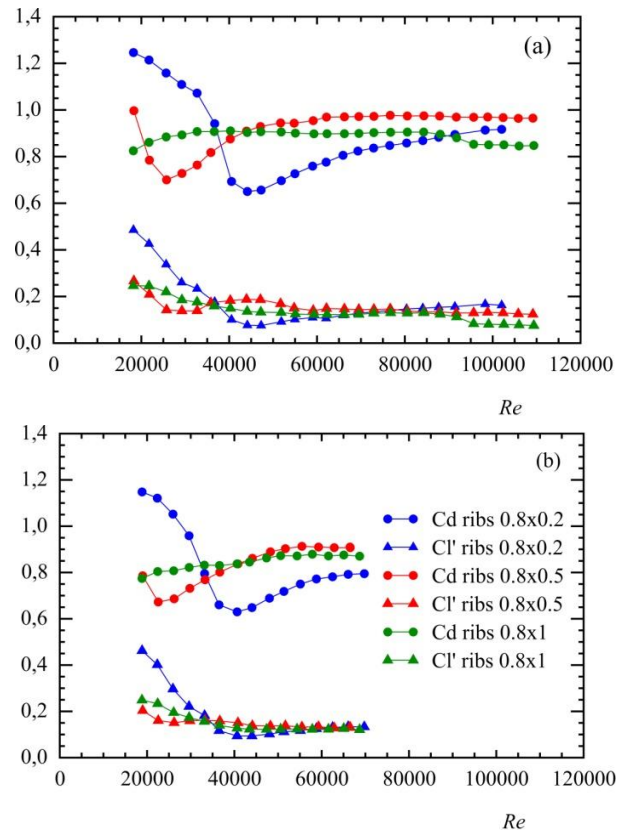 1,4
(a)
1,2
1,0
0,8
0,6
0,4
0,2
0,0
0 20000 40000 60000 80000 100000 120000
Re
1,4
(b)
1,2
1,0
Cd ribs 0.8x0.2
Cl' ribs 0.8x0.2
0,8
Cd ribs 0.8x0.5
Cl' ribs 0.8x0.5
0,6
Cd ribs 0.8x1
Cl' ribs 0.8x1
0,4
0,2
0,0
0 20000 40000 60000 80000 100000 120000
Re